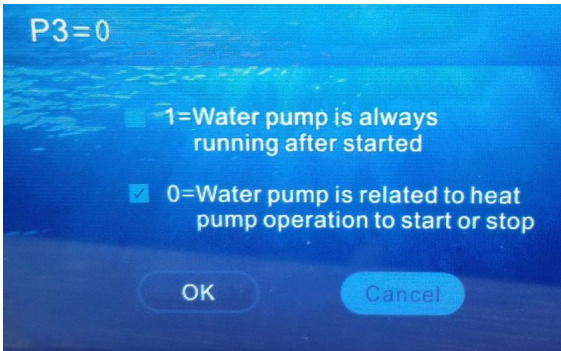 P3=0
1=Water pump is always
running after started
0=Water pump is related to heat
pump operation to start or stop
OK
Cancel